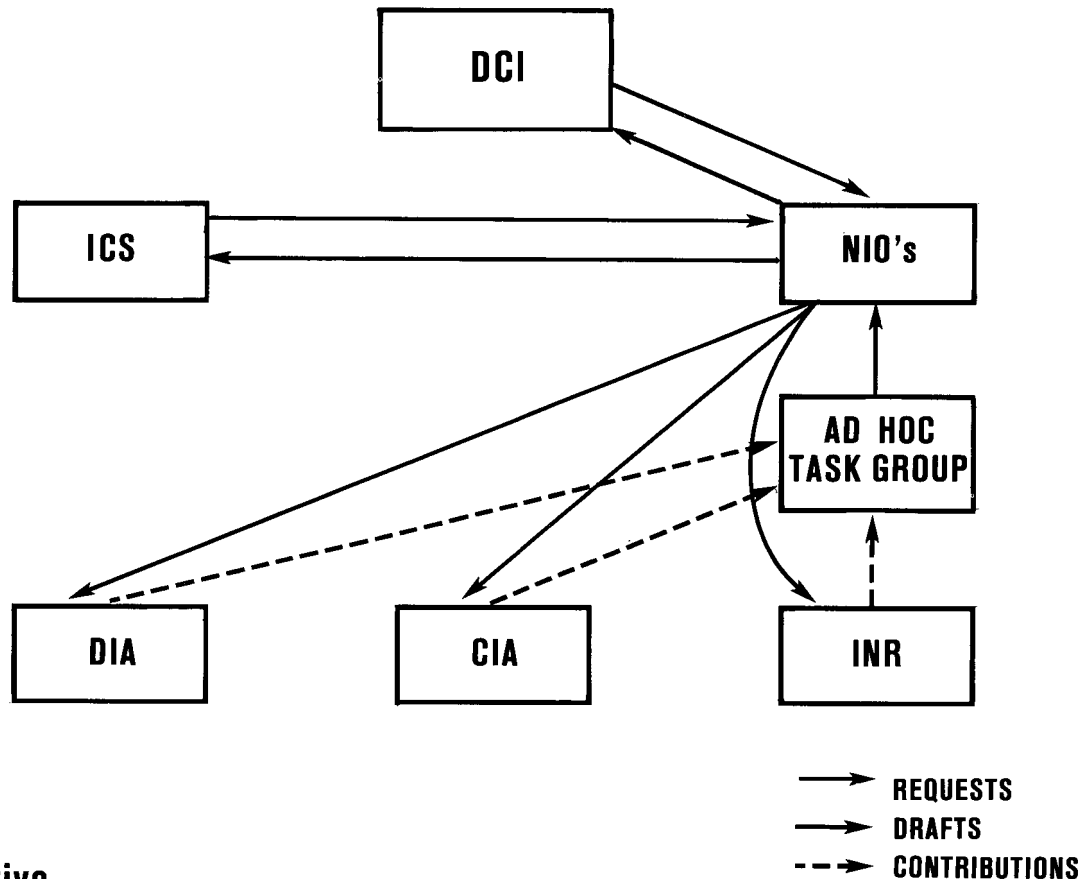 DCI
ICS
NIO's
AD HOC
TASK GROUP
DIA
CIA
INR
REQUESTS
DRAFTS
CONTRIBUTIONS